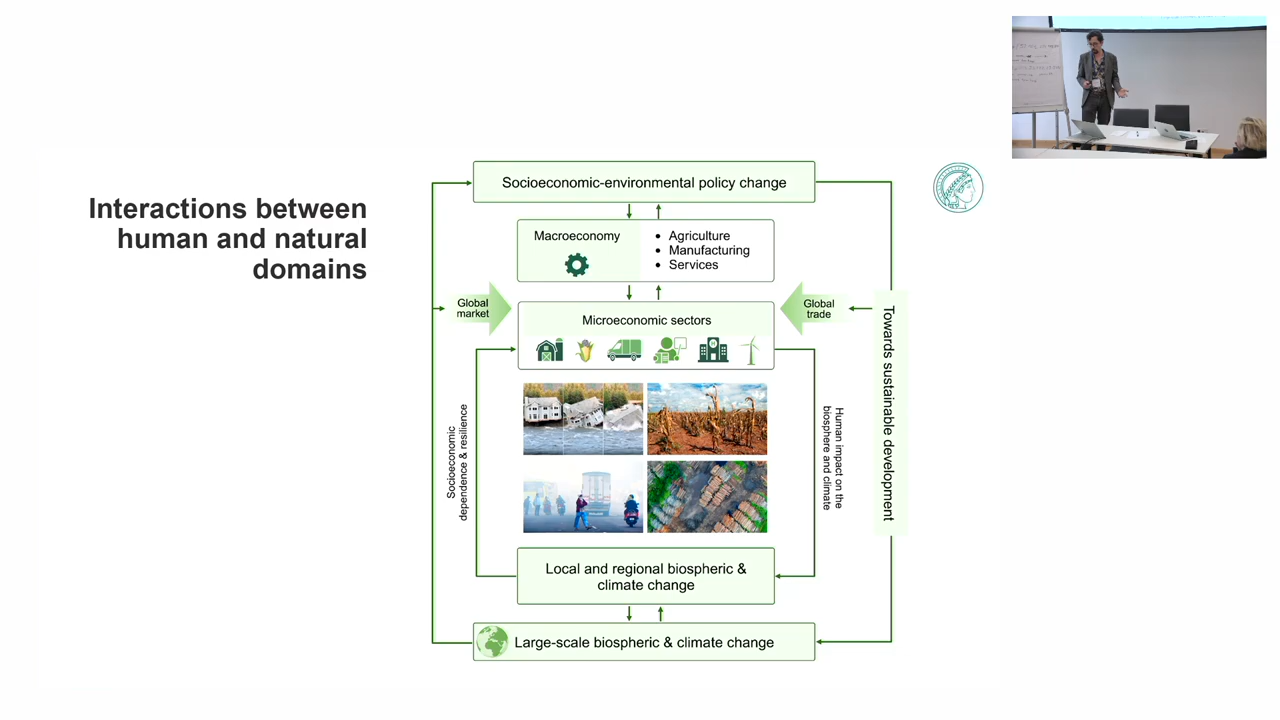 Interactions between
human and natural
domains
Socioeconomic-environmental policy change
Macroeconomy
• Agriculture
• Manufacturing
• Services
Global
market
Microeconomic sectors
Global
trade
Socioeconomic
dependence & resilience
Human impact on the
biosphere and climate
Towards sustainable development
Local and regional biospheric &
climate change
Large-scale biospheric & climate change